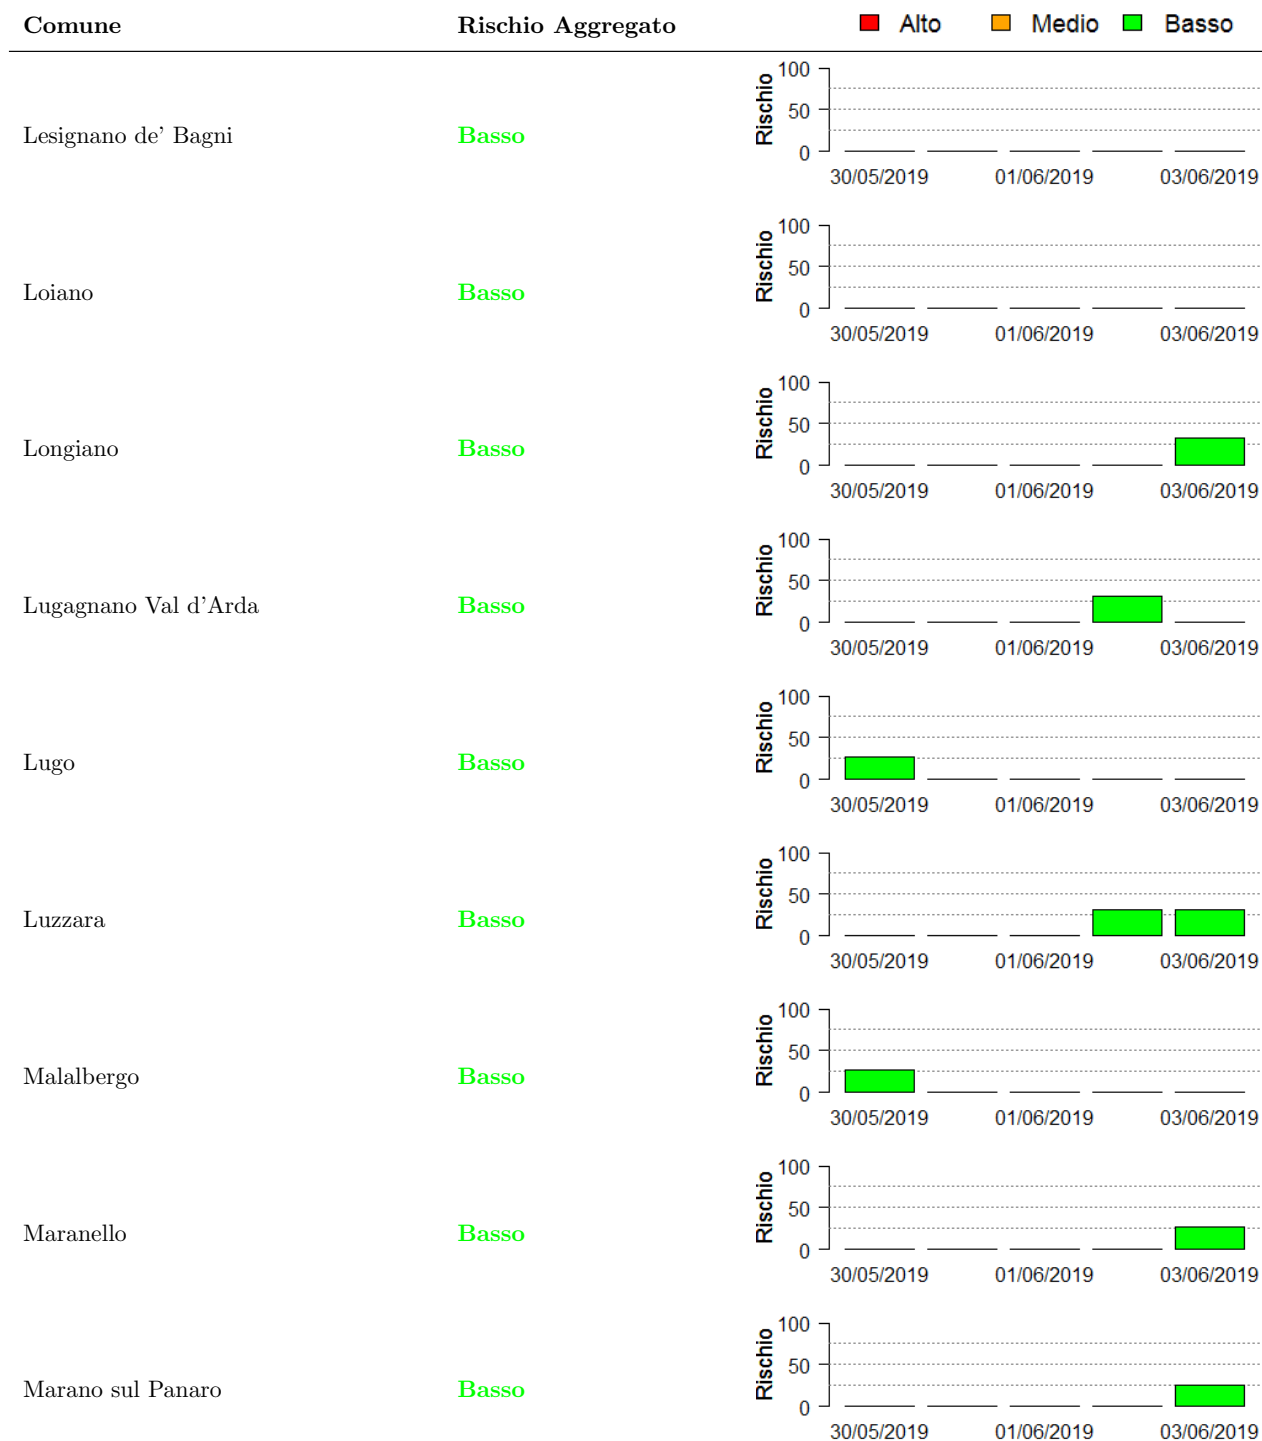 Comune Rischio Aggregato Alto Medio Basso
Lesignano de' Bagni Basso
Rischio
100
50
0
30/05/2019 01/06/2019 03/06/2019
Loiano Basso
Rischio
100
50
0
30/05/2019 01/06/2019 03/06/2019
Longiano Basso
Rischio
100
50
0
30/05/2019 01/06/2019 03/06/2019
Lugagnano Val d'Arda Basso
Rischio
100
50
0
30/05/2019 01/06/2019 03/06/2019
Lugo Basso
Rischio
100
50
0
30/05/2019 01/06/2019 03/06/2019
Luzzara Basso
Rischio
100
50
0
30/05/2019 01/06/2019 03/06/2019
Malalbergo Basso
Rischio
100
50
0
30/05/2019 01/06/2019 03/06/2019
Maranello Basso
Rischio
100
50
0
30/05/2019 01/06/2019 03/06/2019
Marano sul Panaro Basso
Rischio
100
50
0
30/05/2019 01/06/2019 03/06/2019